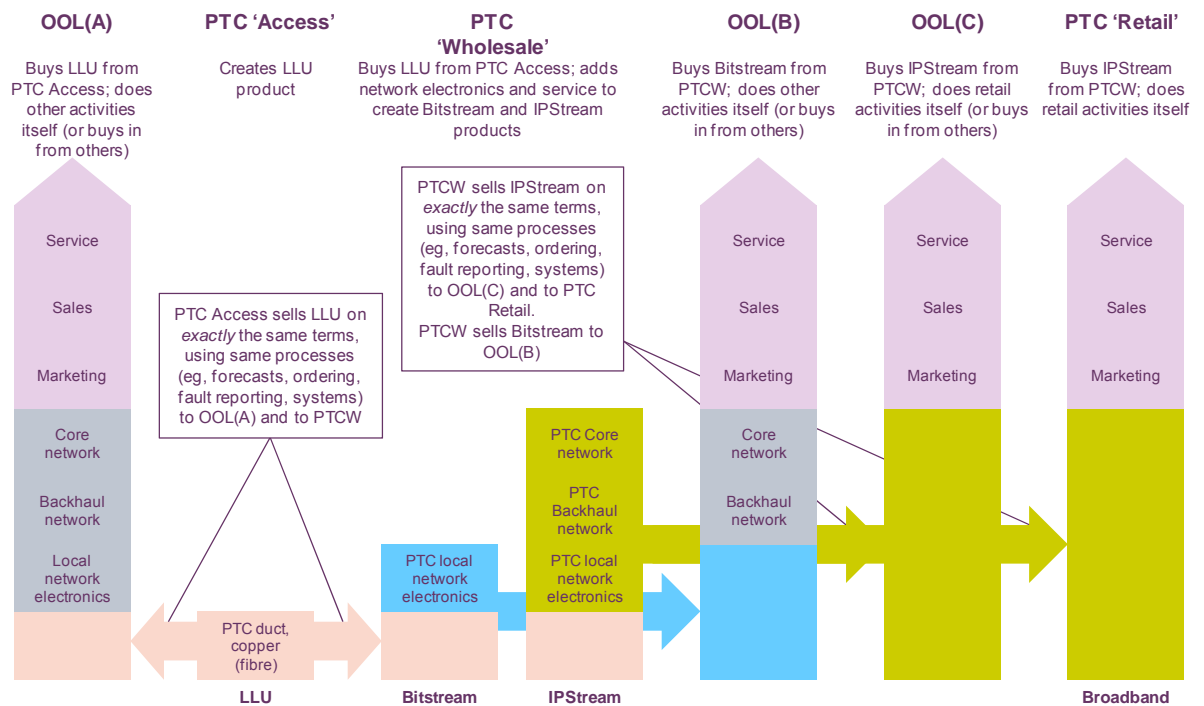 OOL(A)
Buys LLU from
PTC Access; does
other activities
itself (or buys in
from others)
PTC ‘Access’
Creates LLU
product
PTC
‘Wholesale’
Buys LLU from PTC Access; adds
network electronics and service to
create Bitstream and IPStream
products
OOL(B)
Buys Bitstream from
PTCW; does other
activities itself (or buys
in from others)
OOL(C)
Buys IPStream from
PTCW; does retail
activities itself (or buys
in from others)
PTC ‘Retail’
Buys IPStream
from PTCW; does
retail activities itself
Service
Sales
Marketing
Core
network
Backhaul
network
Local
network
electronics
PTC Access sells LLU on
exactly the same terms,
using same processes
(eg, forecasts, ordering,
fault reporting, systems)
to OOL(A) and to PTCW
PTC duct,
copper
(fibre)
LLU
PTCW sells IPStream on
exactly the same terms,
using same processes
(eg, forecasts, ordering,
fault reporting, systems)
to OOL(C) and to PTC
Retail.
PTCW sells Bitstream to
OOL(B)
PTC local
network
electronics
Bitstream
PTC Core
network
PTC
Backhaul
network
PTC local
network
electronics
IPStream
Service
Sales
Marketing
Core
network
Backhaul
network
Service
Sales
Marketing
Service
Sales
Marketing
Broadband